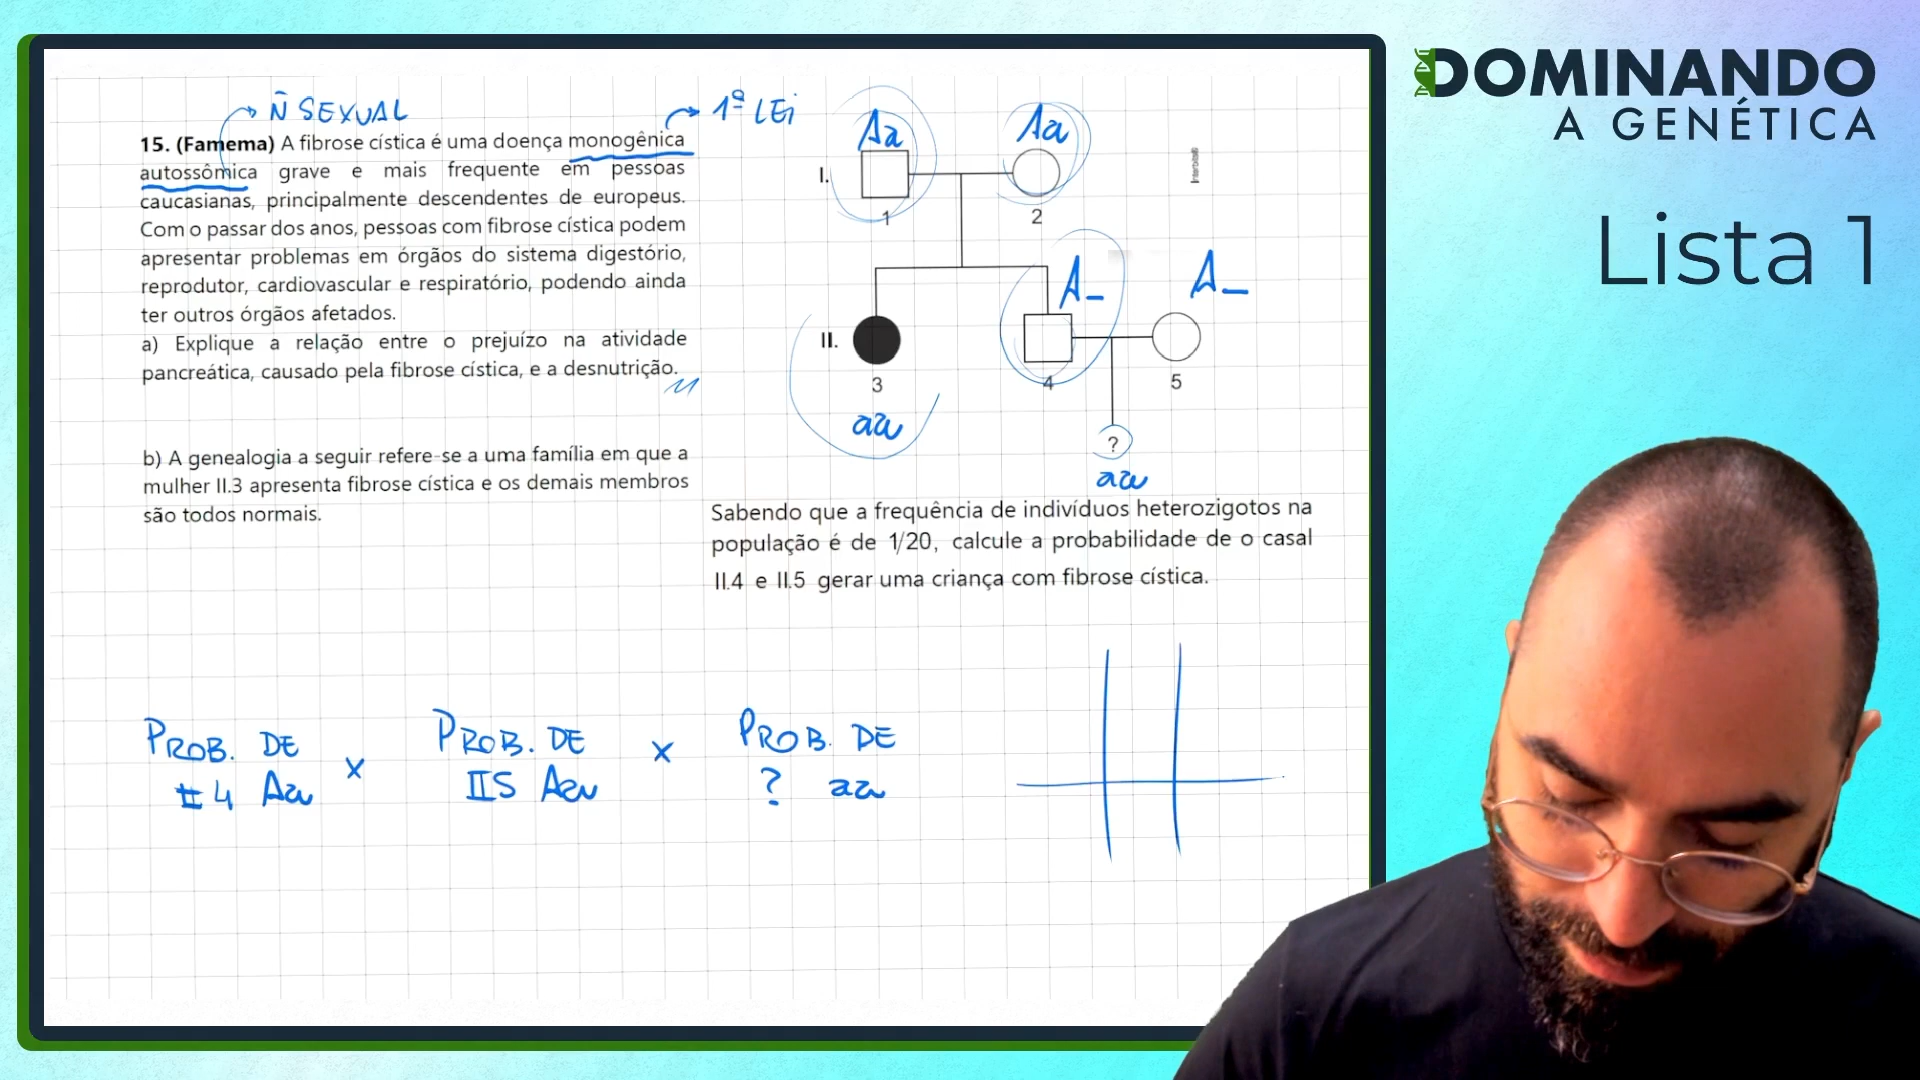 DOMINANDO
A GENÉTICA
Lista 1
Ñ SEXUAL
1ª LEi
15. (Famema) A fibrose cística é uma doença monogênica
autossômica grave e mais frequente em pessoas
caucasianas, principalmente descendentes de europeus.
Com o passar dos anos, pessoas com fibrose cística podem
apresentar problemas em órgãos do sistema digestório,
reprodutor, cardiovascular e respiratório, podendo ainda
ter outros órgãos afetados.
a) Explique a relação entre o prejuízo na atividade
pancreática, causado pela fibrose cística, e a desnutrição.
b) A genealogia a seguir refere-se a uma família em que a
mulher II.3 apresenta fibrose cística e os demais membros
são todos normais.
Aa Aa
I.
1 2
A_ A_
II.
3 4 5
aa
?
aa
Sabendo que a frequência de indivíduos heterozigotos na
população é de 1/20, calcule a probabilidade de o casal
II.4 e II.5 gerar uma criança com fibrose cística.
PROB. DE x PROB. DE x PROB. DE
II4 Aa II5 Aa ? aa